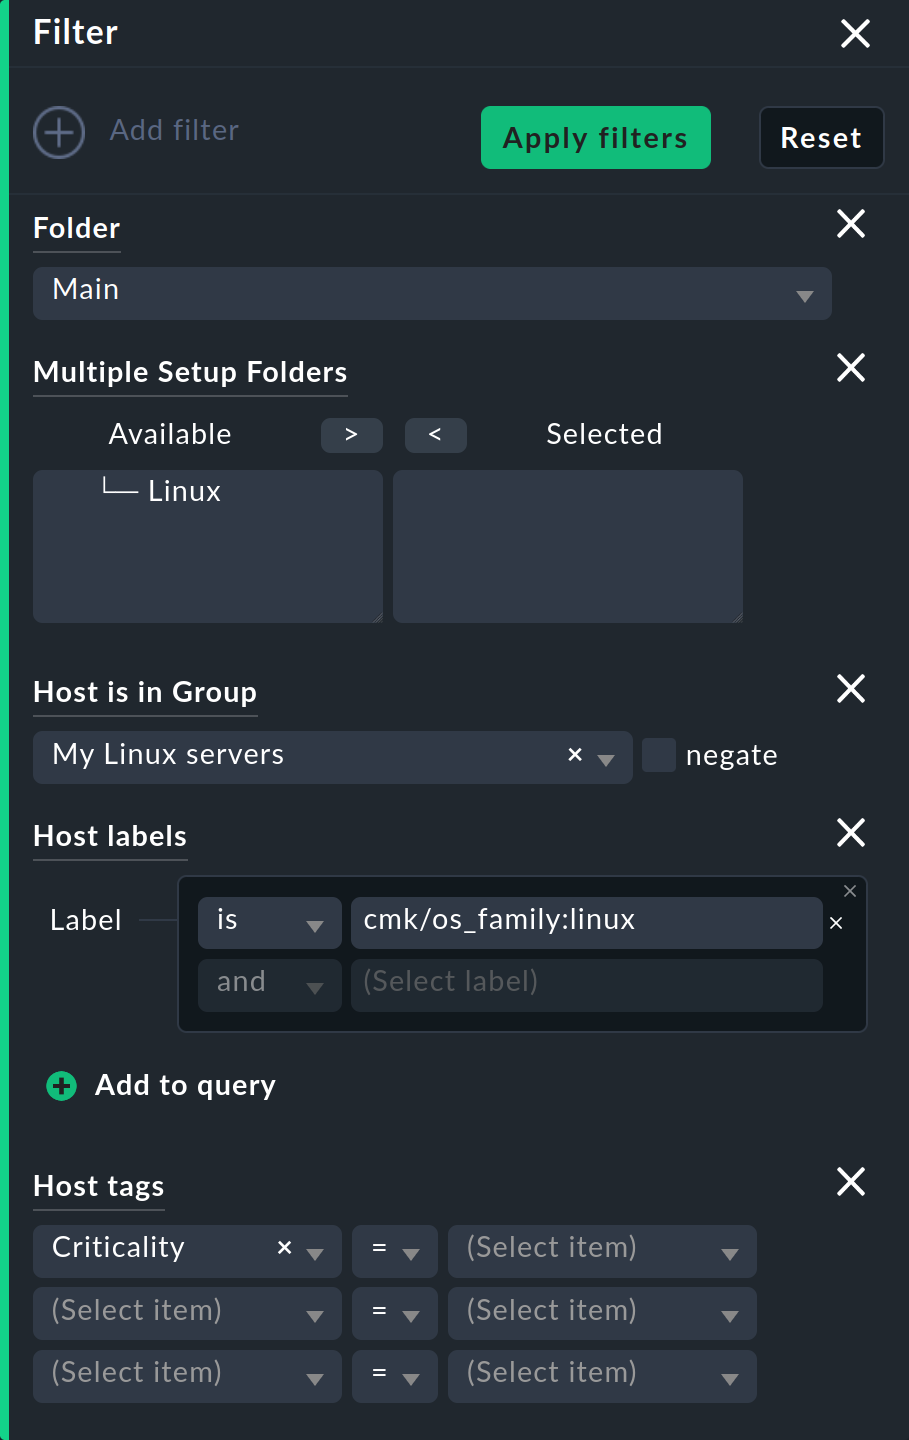 Filter
Add filter
Apply filters
Reset
Folder
Main
Multiple Setup Folders
Available > < Selected
└─ Linux
Host is in Group
My Linux servers × negate
Host labels
Label is cmk/os_family:linux ×
and (Select label)
Add to query
Host tags
Criticality × = (Select item)
(Select item) = (Select item)
(Select item) = (Select item)